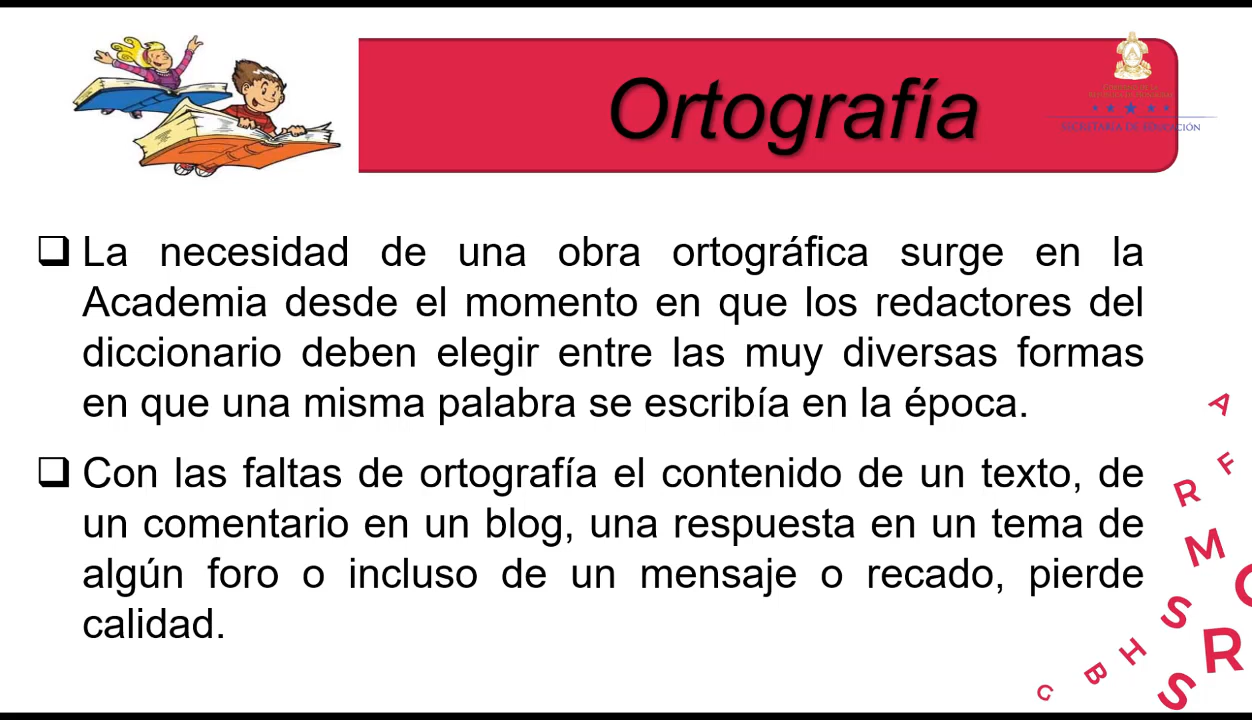 Ortografía
SECRETARÍA DE EDUCACIÓN
❑ La necesidad de una obra ortográfica surge en la
Academia desde el momento en que los redactores del
diccionario deben elegir entre las muy diversas formas
en que una misma palabra se escribía en la época.
❑ Con las faltas de ortografía el contenido de un texto, de
un comentario en un blog, una respuesta en un tema de
algún foro o incluso de un mensaje o recado, pierde
calidad.
A
F
R
M
S
R
H
B
S
G